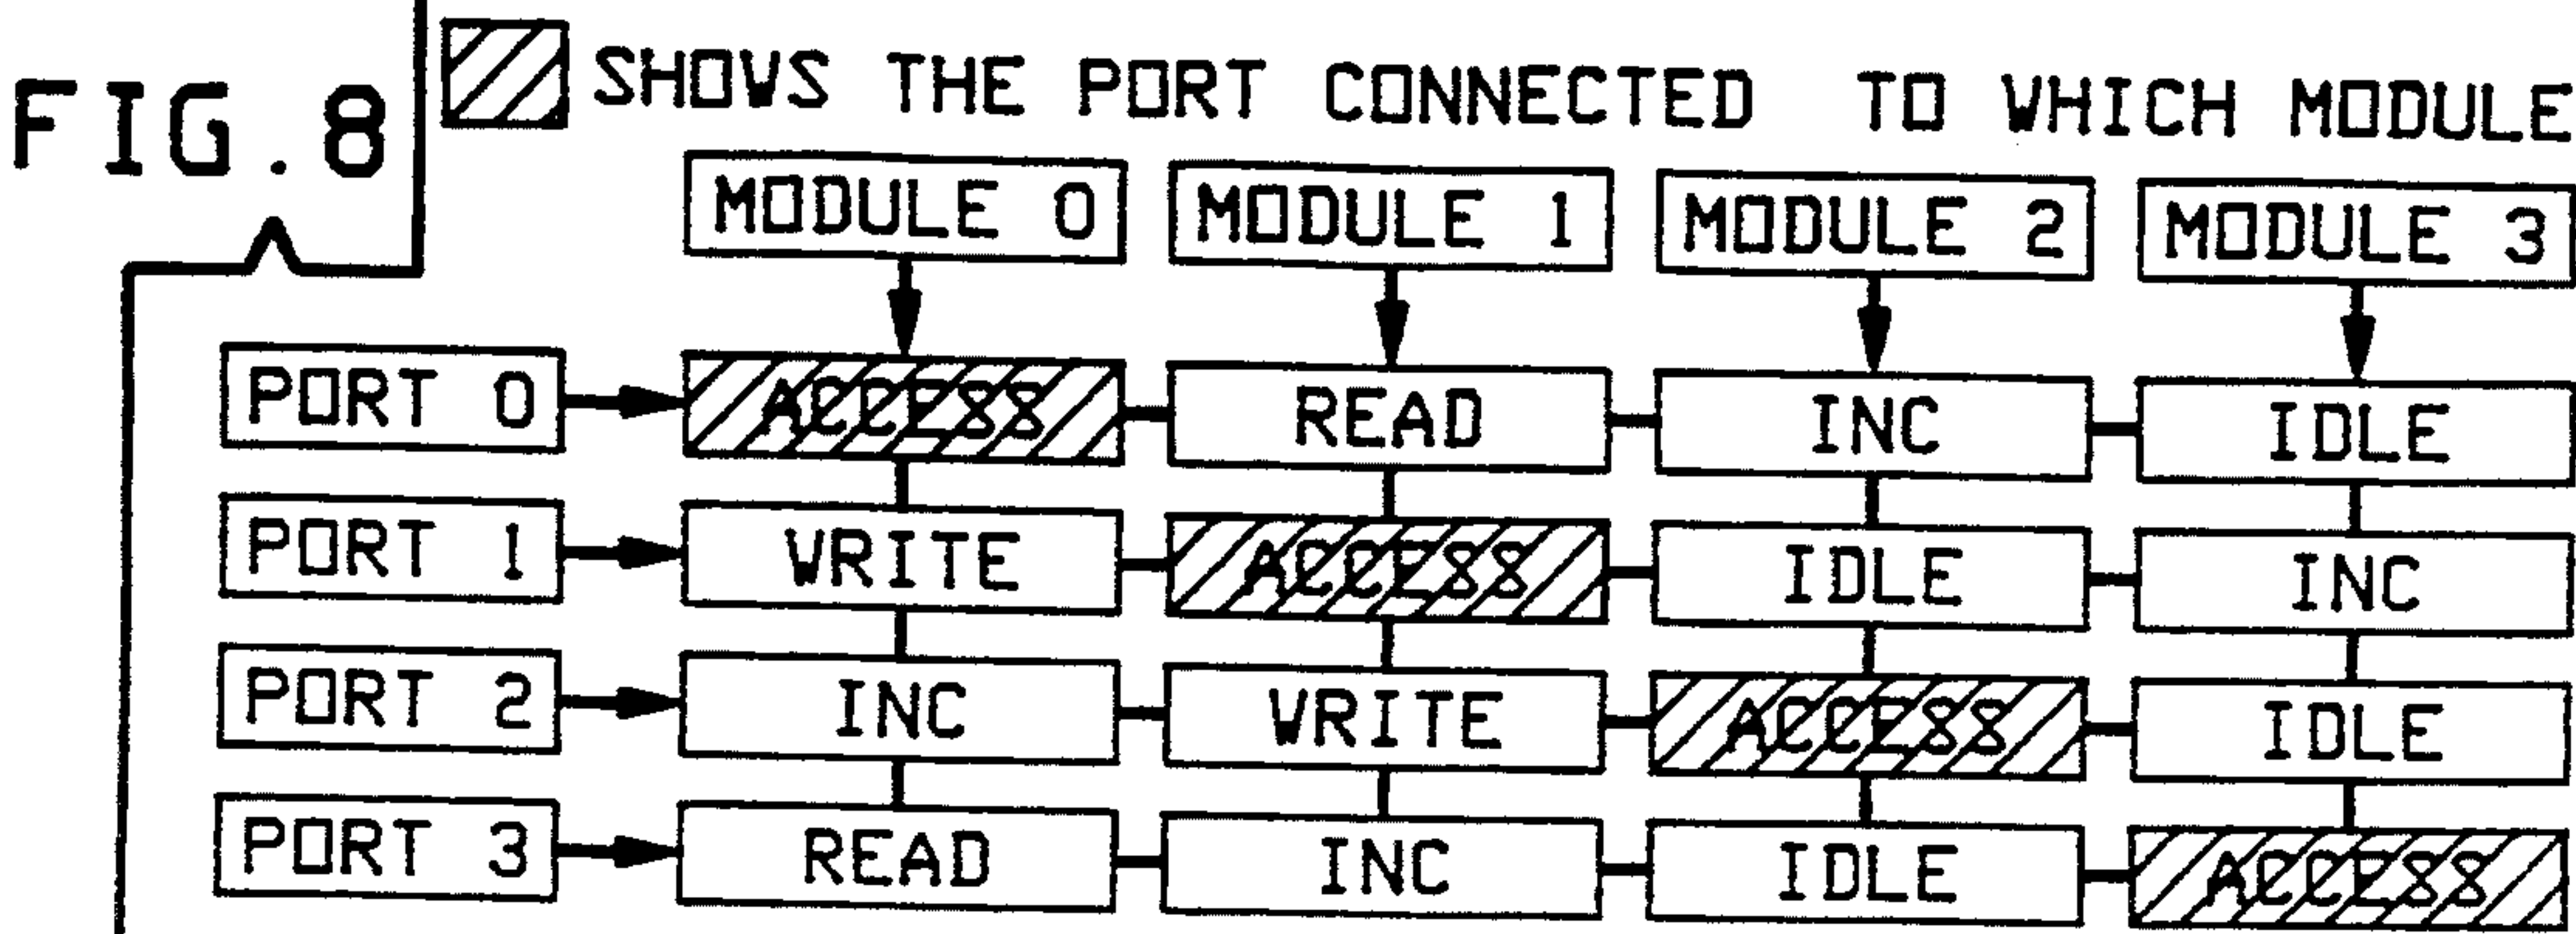 FIG.8
SHOWS THE PORT CONNECTED TO WHICH MODULE
MODULE 0 MODULE 1 MODULE 2 MODULE 3
PORT 0 ACCESS READ INC IDLE
PORT 1 WRITE ACCESS IDLE INC
PORT 2 INC WRITE ACCESS IDLE
PORT 3 READ INC IDLE ACCESS